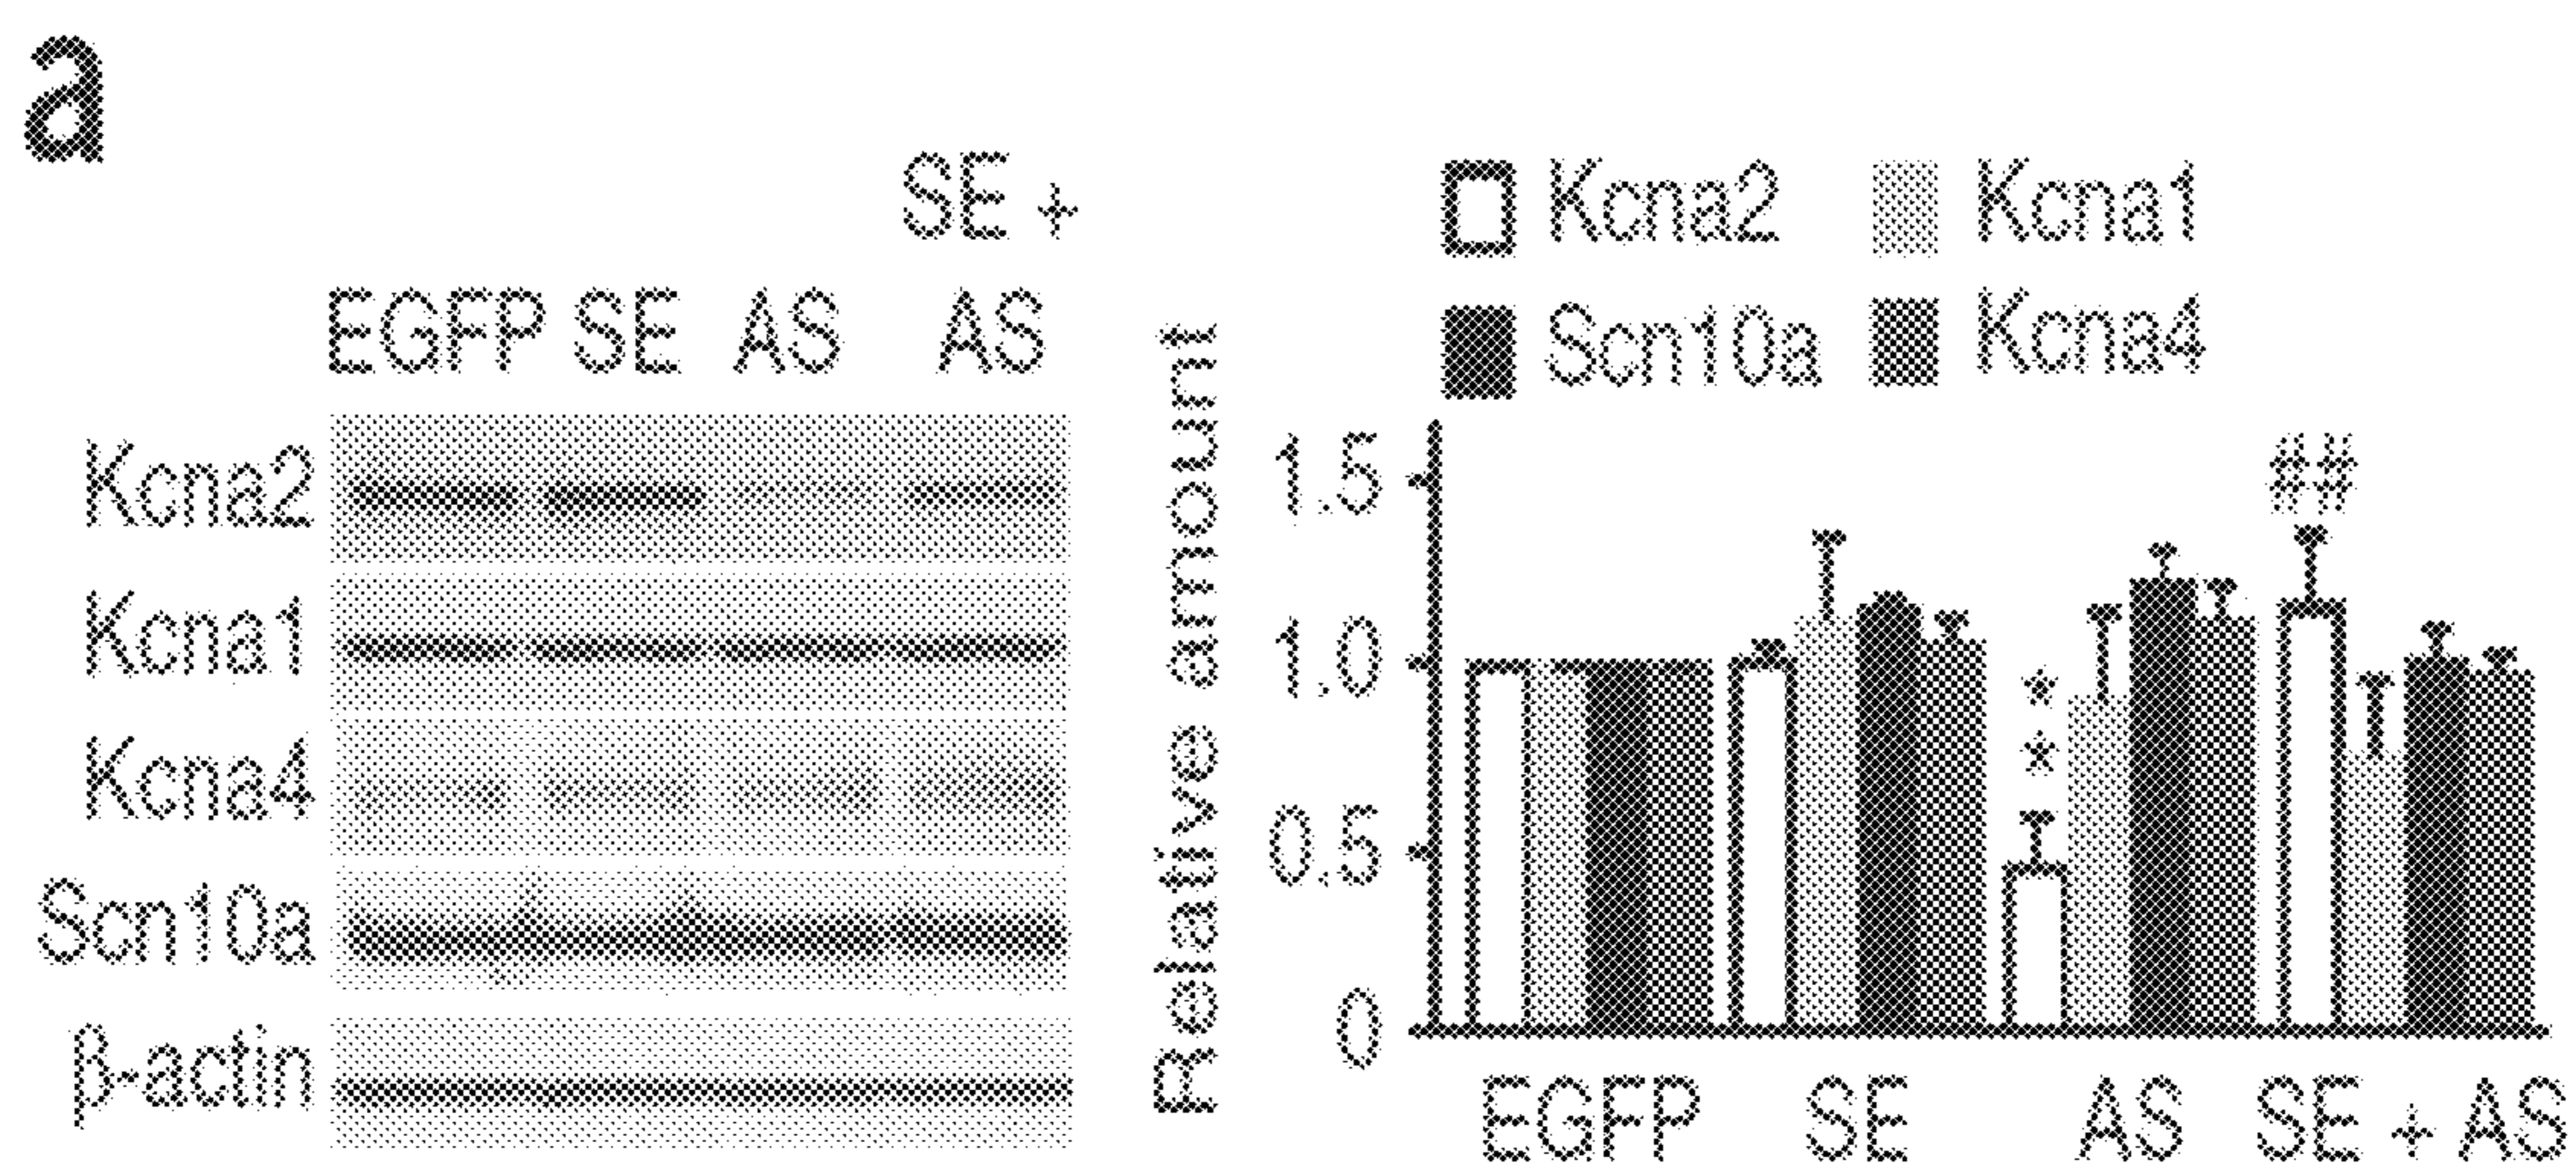 a
SE +
EGFP SE AS AS
Kcna2
Kcna1
Kcna4
Scn10a
β-actin
Kcna2 Kcna1
Scn10a Kcna4
Relative amount
1.5
1.0
0.5
0
**
##
EGFP SE AS SE + AS